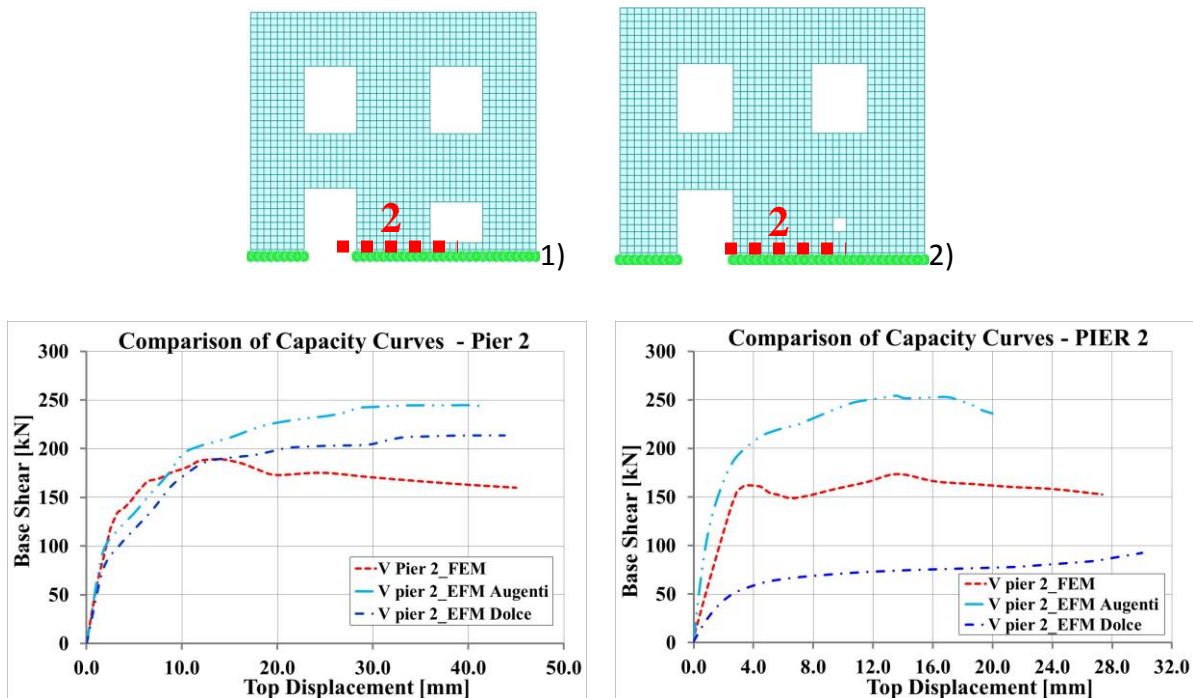 2
1)
2
2)
Comparison of Capacity Curves - Pier 2
300
250
200
150
100
50
0
Base Shear [kN]
V Pier 2_FEM
V pier 2_EFM Augenti
V pier 2_EFM Dolce
0.0 10.0 20.0 30.0 40.0 50.0
Top Displacement [mm]
Comparison of Capacity Curves - PIER 2
300
250
200
150
100
50
0
Base Shear [kN]
V pier 2_FEM
V pier 2_EFM Augenti
V pier 2_EFM Dolce
0.0 4.0 8.0 12.0 16.0 20.0 24.0 28.0 32.0
Top Displacement [mm]